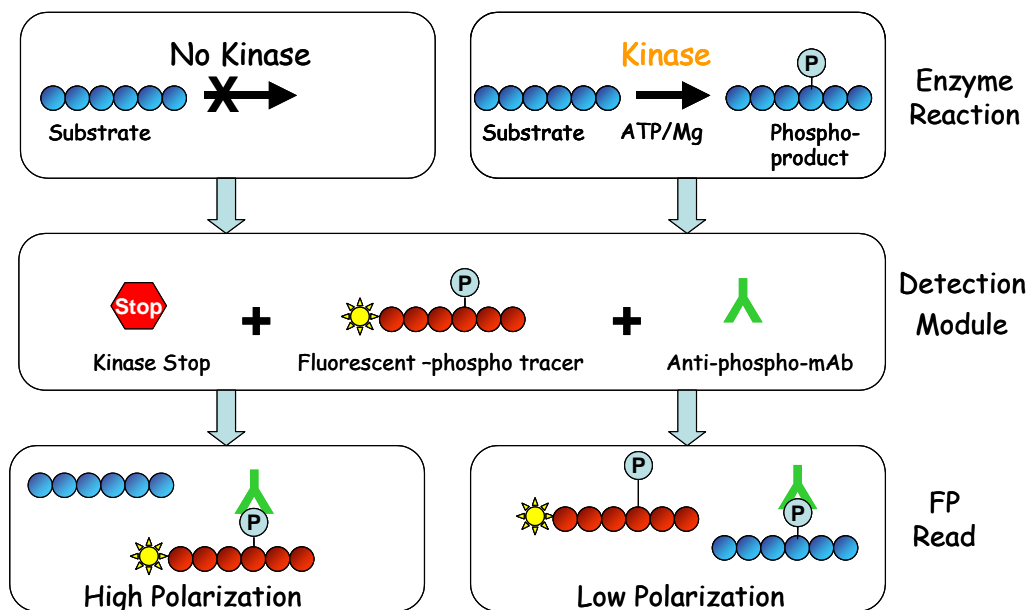 No Kinase
Substrate
Kinase
P
Substrate
ATP/Mg
Phospho-
product
Enzyme
Reaction
Stop
+
P
+
Kinase Stop
Fluorescent -phospho tracer
Anti-phospho-mAb
Detection
Module
P
High Polarization
P
P
Low Polarization
FP
Read